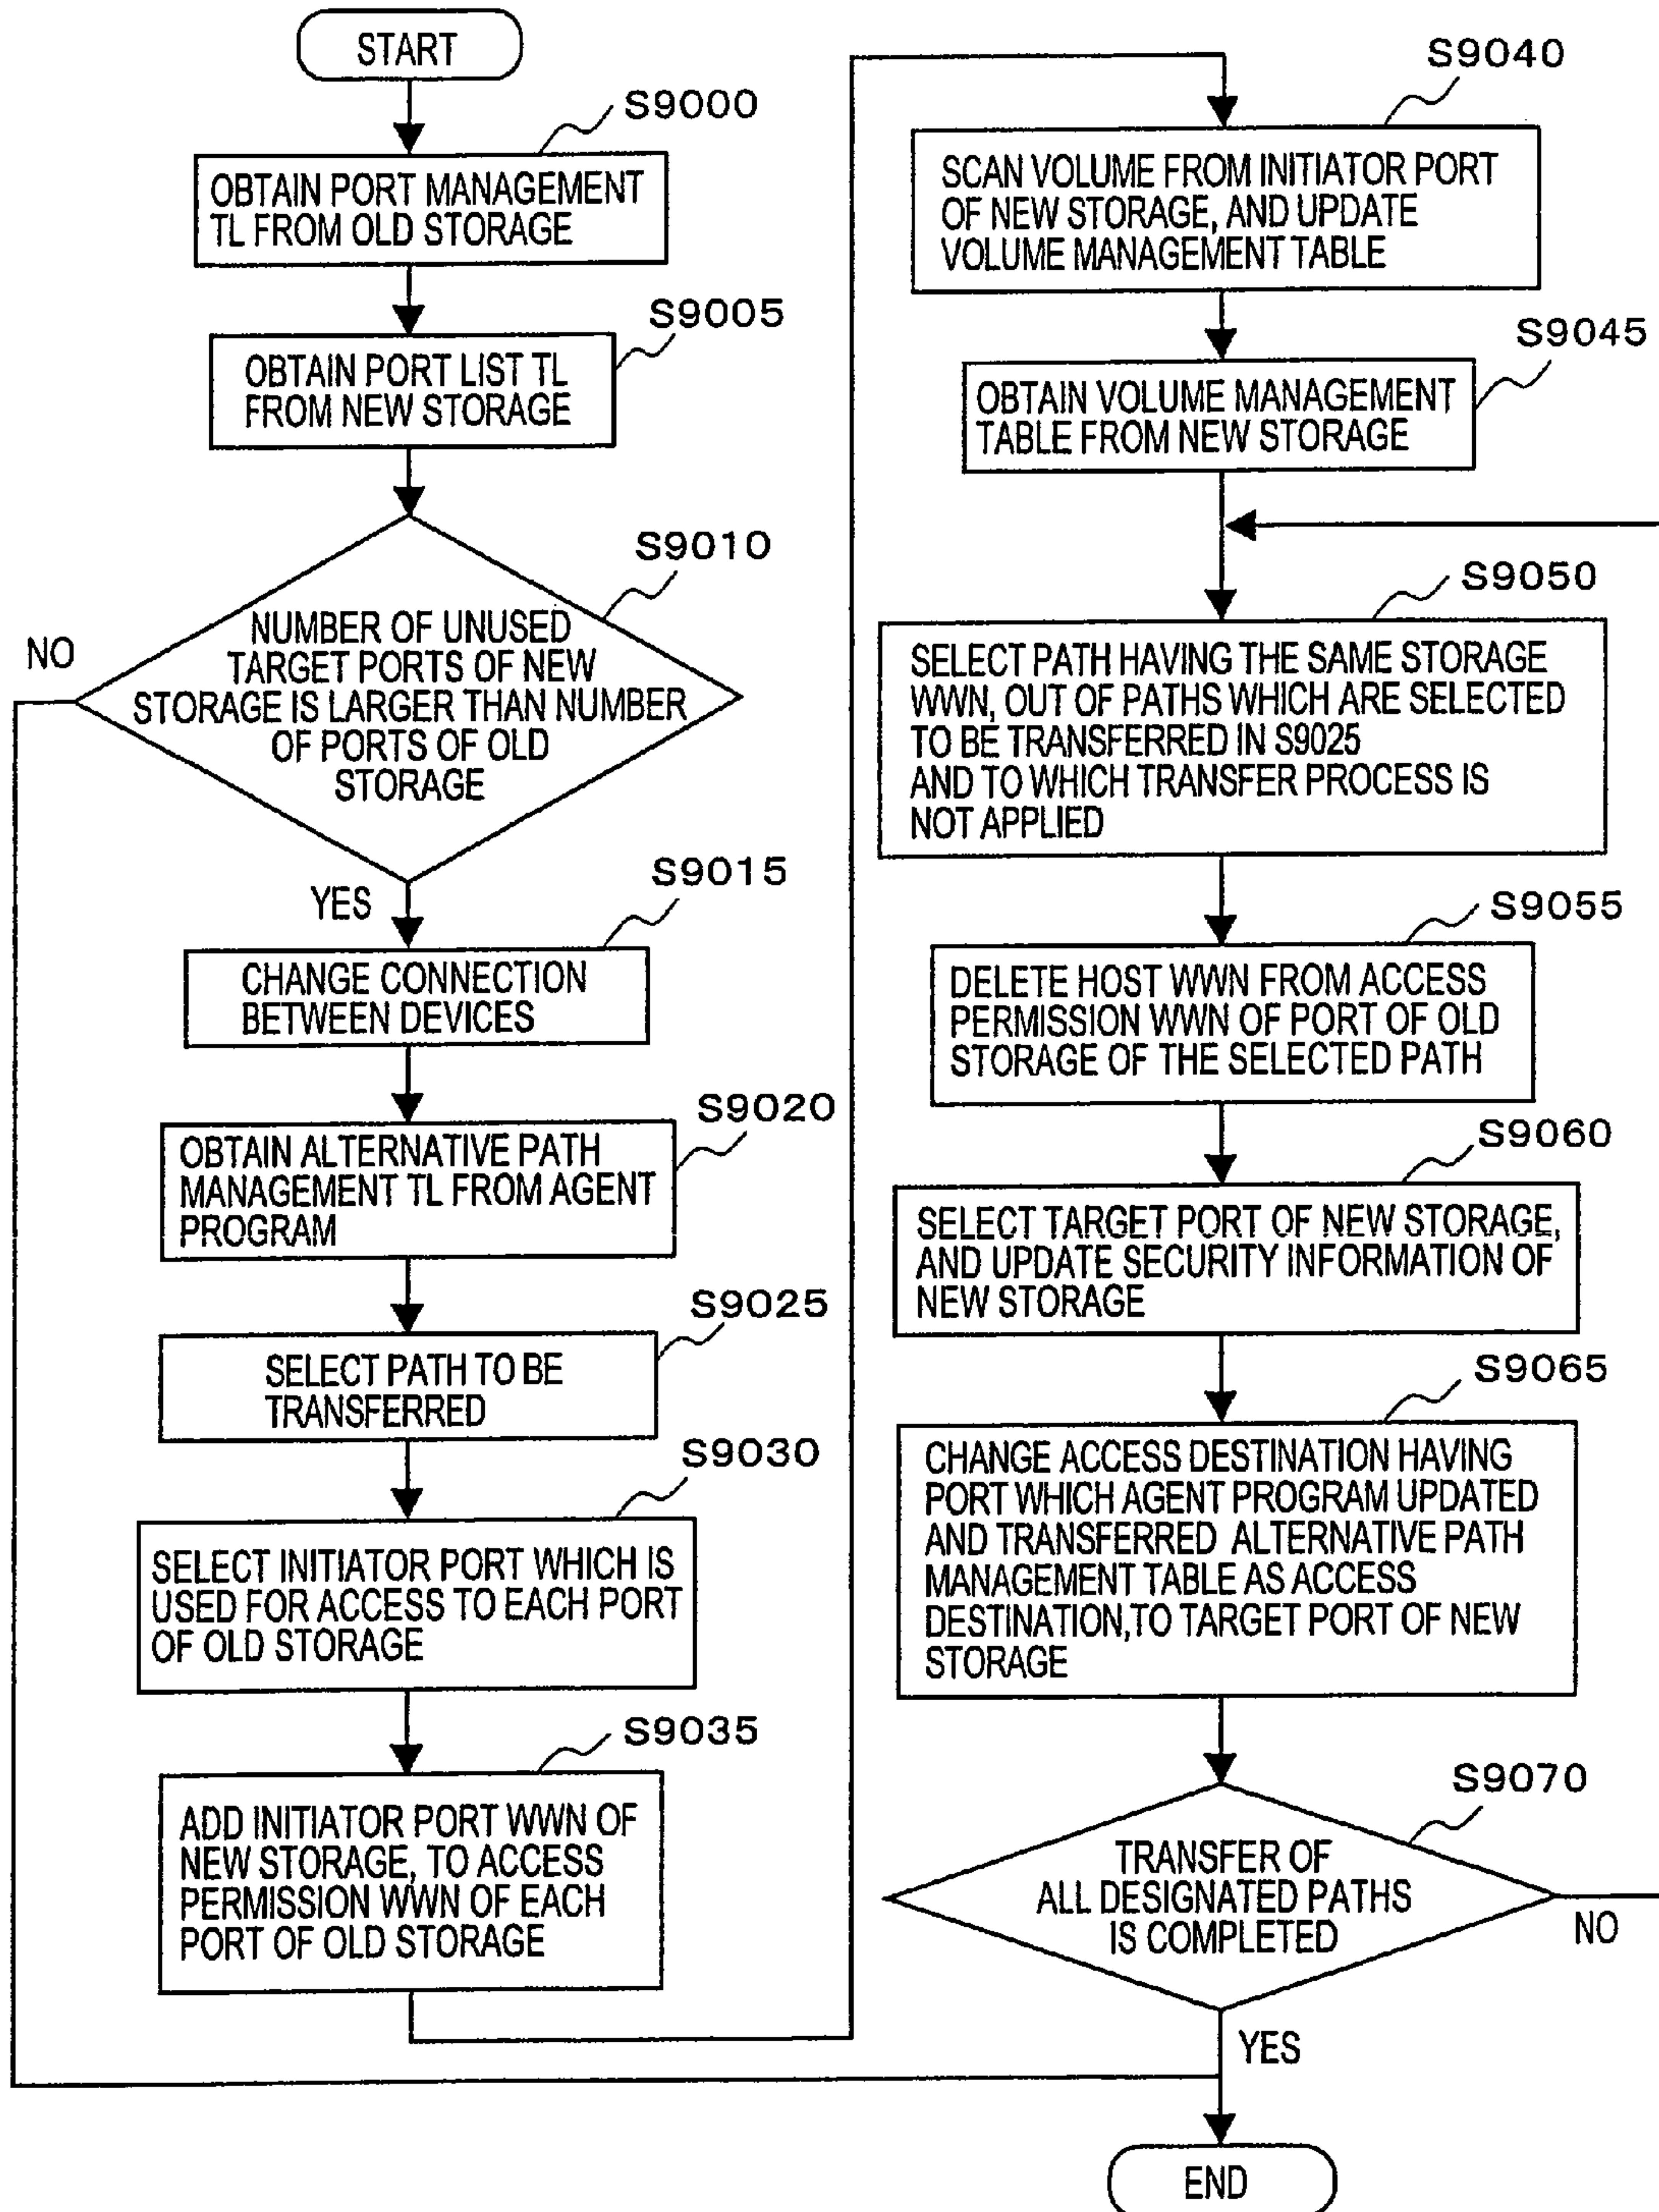 START
S9000
OBTAIN PORT MANAGEMENT
TL FROM OLD STORAGE
S9005
OBTAIN PORT LIST TL
FROM NEW STORAGE
S9010
NO
NUMBER OF UNUSED
TARGET PORTS OF NEW
STORAGE IS LARGER THAN NUMBER
OF PORTS OF OLD
STORAGE
YES
S9015
CHANGE CONNECTION
BETWEEN DEVICES
S9020
OBTAIN ALTERNATIVE PATH
MANAGEMENT TL FROM AGENT
PROGRAM
S9025
SELECT PATH TO BE
TRANSFERRED
S9030
SELECT INITIATOR PORT WHICH IS
USED FOR ACCESS TO EACH PORT
OF OLD STORAGE
S9035
ADD INITIATOR PORT WWN OF
NEW STORAGE, TO ACCESS
PERMISSION WWN OF EACH
PORT OF OLD STORAGE
S9040
SCAN VOLUME FROM INITIATOR PORT
OF NEW STORAGE, AND UPDATE
VOLUME MANAGEMENT TABLE
S9045
OBTAIN VOLUME MANAGEMENT
TABLE FROM NEW STORAGE
S9050
SELECT PATH HAVING THE SAME STORAGE
WWN, OUT OF PATHS WHICH ARE SELECTED
TO BE TRANSFERRED IN S9025
AND TO WHICH TRANSFER PROCESS IS
NOT APPLIED
S9055
DELETE HOST WWN FROM ACCESS
PERMISSION WWN OF PORT OF OLD
STORAGE OF THE SELECTED PATH
S9060
SELECT TARGET PORT OF NEW STORAGE,
AND UPDATE SECURITY INFORMATION OF
NEW STORAGE
S9065
CHANGE ACCESS DESTINATION HAVING
PORT WHICH AGENT PROGRAM UPDATED
AND TRANSFERRED ALTERNATIVE PATH
MANAGEMENT TABLE AS ACCESS
DESTINATION,TO TARGET PORT OF NEW
STORAGE
S9070
TRANSFER OF
ALL DESIGNATED PATHS
IS COMPLETED
NO
YES
END